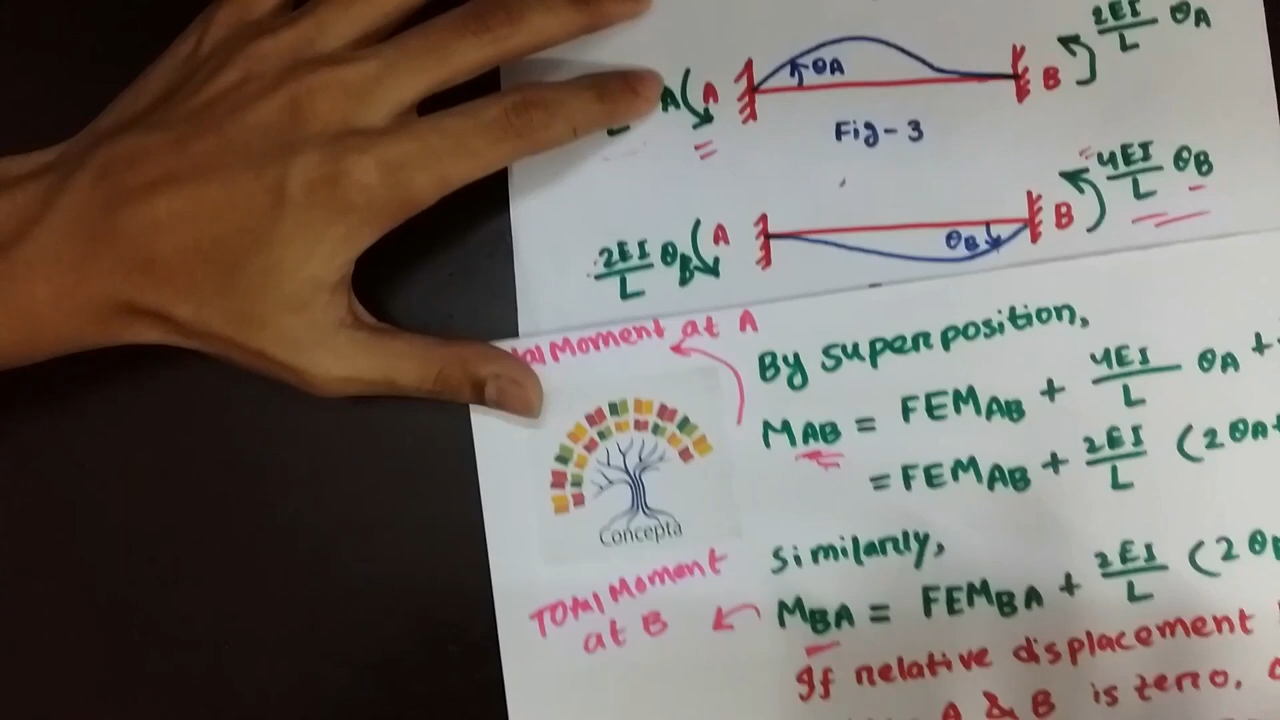 2EI/L θA
A A θA B
Fig-3
4EI/L θB
2EI/L θB A θB B
Moment at A
By superposition,
MAB = FEMAB + 4EI/L θA +
= FEMAB + 2EI/L (2θA+
Concepta
Similarly,
Total Moment
at B
MBA = FEMBA + 2EI/L (2θB
If relative displacement
A & B is zero.